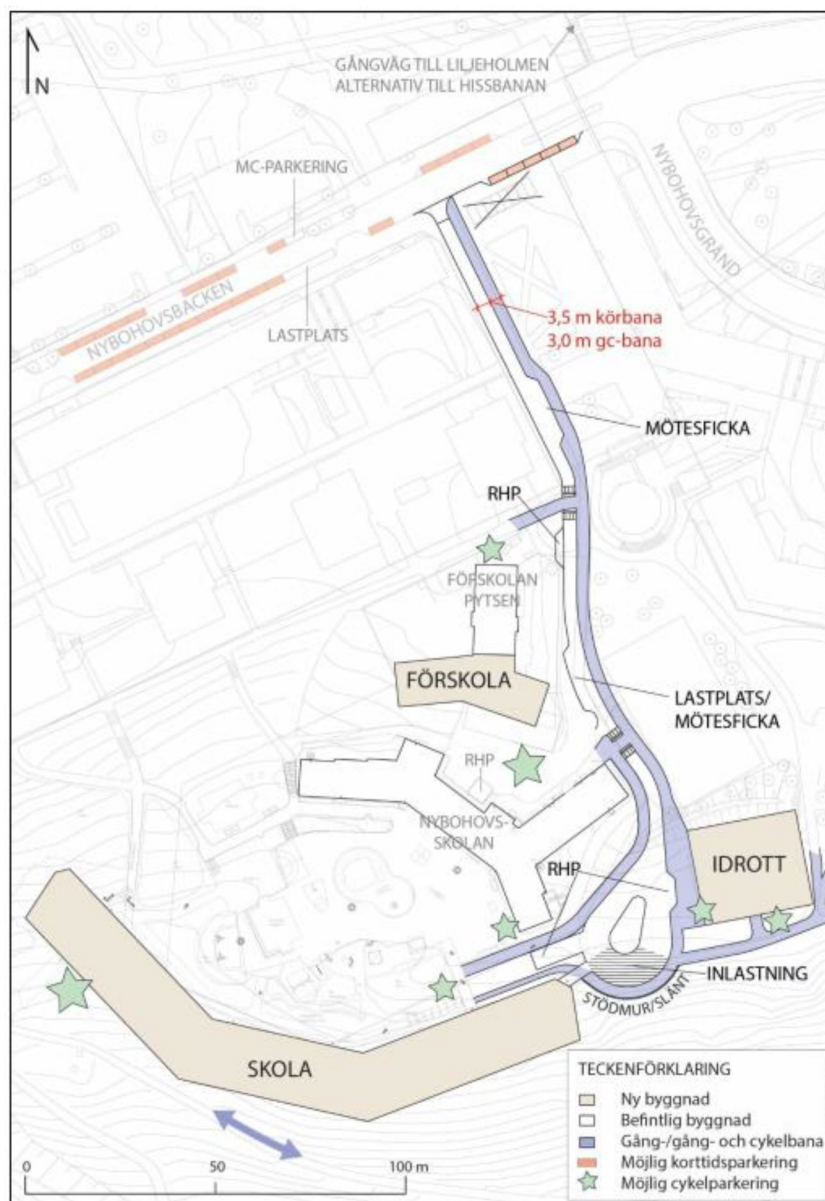 GÅNGVÄG TILL LILJEHOLMEN
ALTERNATIV TILL HISSBANAN
N
MC-PARKERING
NYBOHOVSGRÄND
NYBOHOVSBACKEN
LASTPLATS
3,5 m körbana
3,0 m gc-bana
MÖTESFICKA
RHP
FÖFSKOLAN
PYTSEN
FÖRSKOLA
LASTPLATS/
MÖTESFICKA
RHP
NYBOHOVS-
SKOLAN
RHP
IDROTT
INLASTNING
STÖDMUR/SLÄNT
SKOLA
TECKENFÖRKLARING
Ny byggnad
Befintlig byggnad
Gång-/gång- och cykelbana
Möjlig korttidsparkering
Möjlig cykelparkering
0 50 100 m